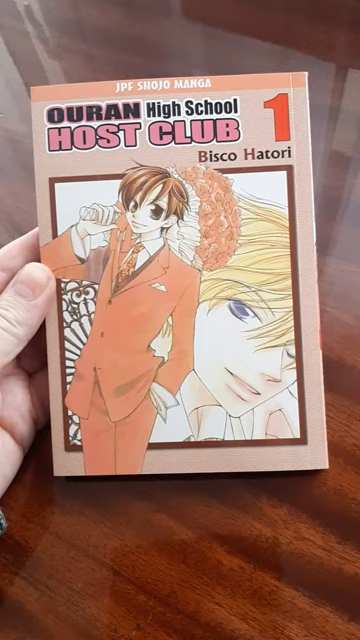 JPF SHOJO MANGA
OURAN High School
HOST CLUB
1
Bisco Hatori